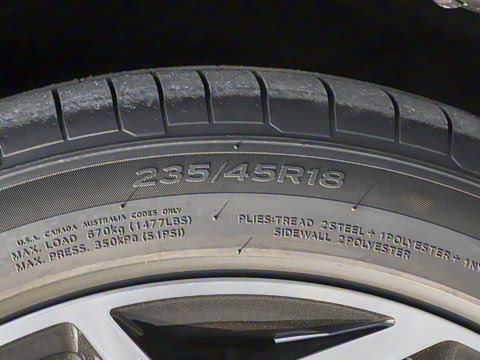 235/45R18
U.S.A. CANADA AUSTRALIA CODES ONLY
MAX. LOAD 670kg (1477LBS)
MAX. PRESS. 350kPa (51PSI)
PLIES:TREAD 2STEEL+1POLYESTER+1NY
SIDEWALL 2POLYESTER